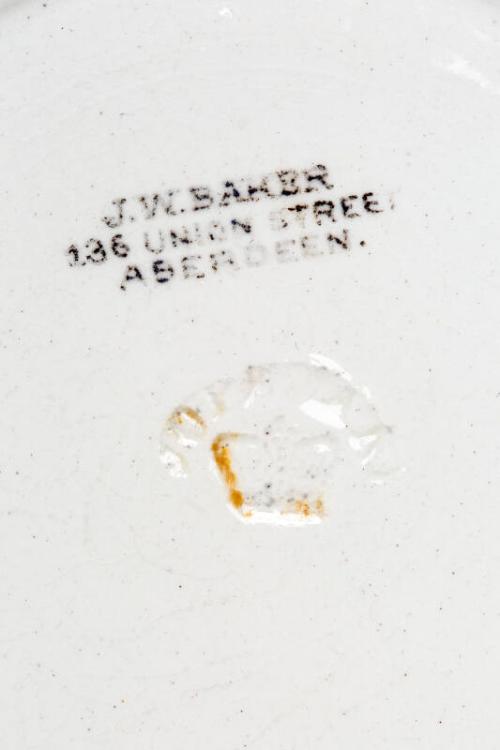 J.W. BAKER
136 UNION STREET
ABERDEEN.